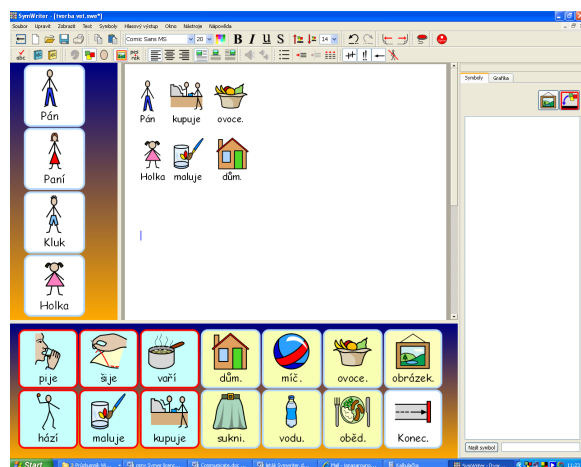 SymWriter - [tvorba vet.swe*]
Soubor Upravit Zobrazit Text Symboly Hlasový výstup Okno Nástroje Nápověda
Comic Sans MS 20 B I U S 14
abc
Symboly Grafika
Pán
Paní
Kluk
Holka
Pán kupuje ovoce.
Holka maluje dům.
pije šije vaří dům. míč. ovoce. obrázek.
hází maluje kupuje sukni. vodu. oběd. Konec.
Najít symbol
Start
Kalkulačka